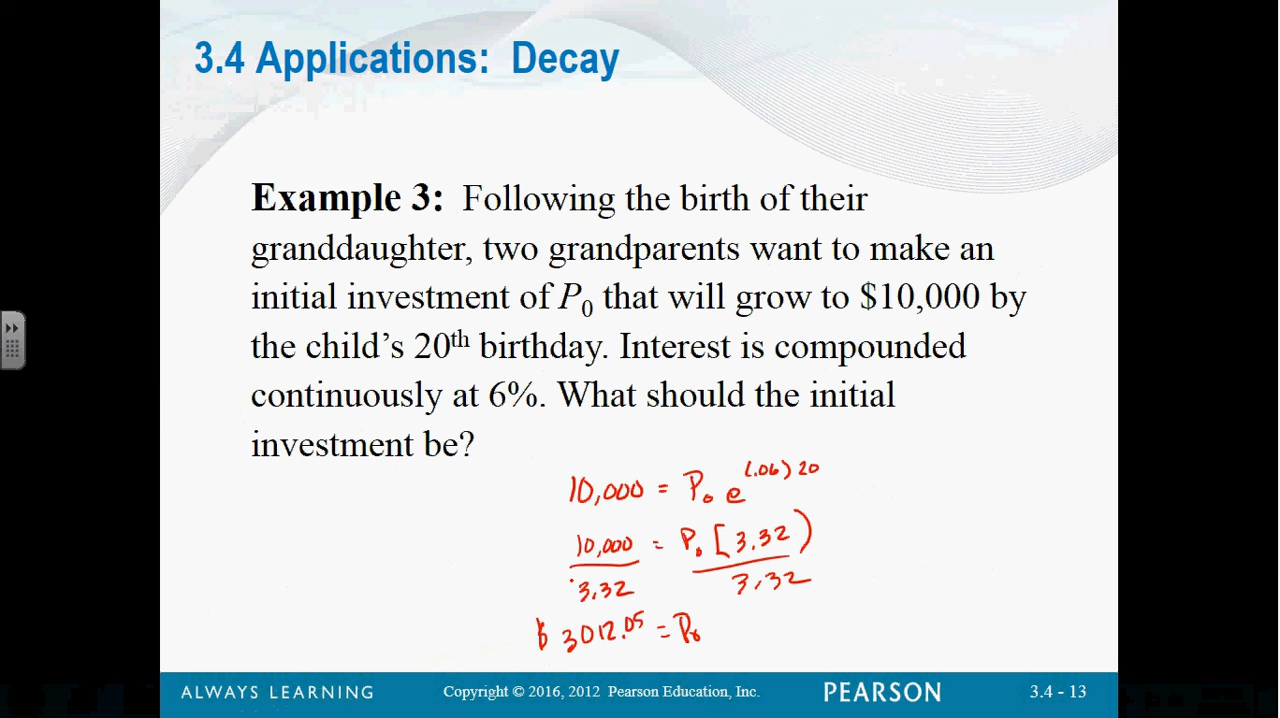 3.4 Applications: Decay
Example 3: Following the birth of their
granddaughter, two grandparents want to make an
initial investment of P₀ that will grow to $10,000 by
the child’s 20th birthday. Interest is compounded
continuously at 6%. What should the initial
investment be?
10,000 = P₀ e^(.06) 20
10,000 = P₀ [3.32)
3.32 3.32
$ 3012.05 = P₀
ALWAYS LEARNING Copyright © 2016, 2012 Pearson Education, Inc. PEARSON 3.4 - 13